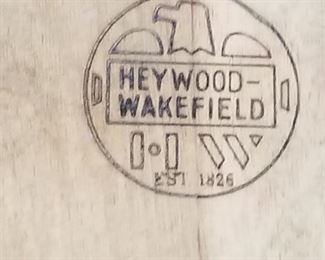 HEYWOOD-
WAKEFIELD
H W
EST 1826